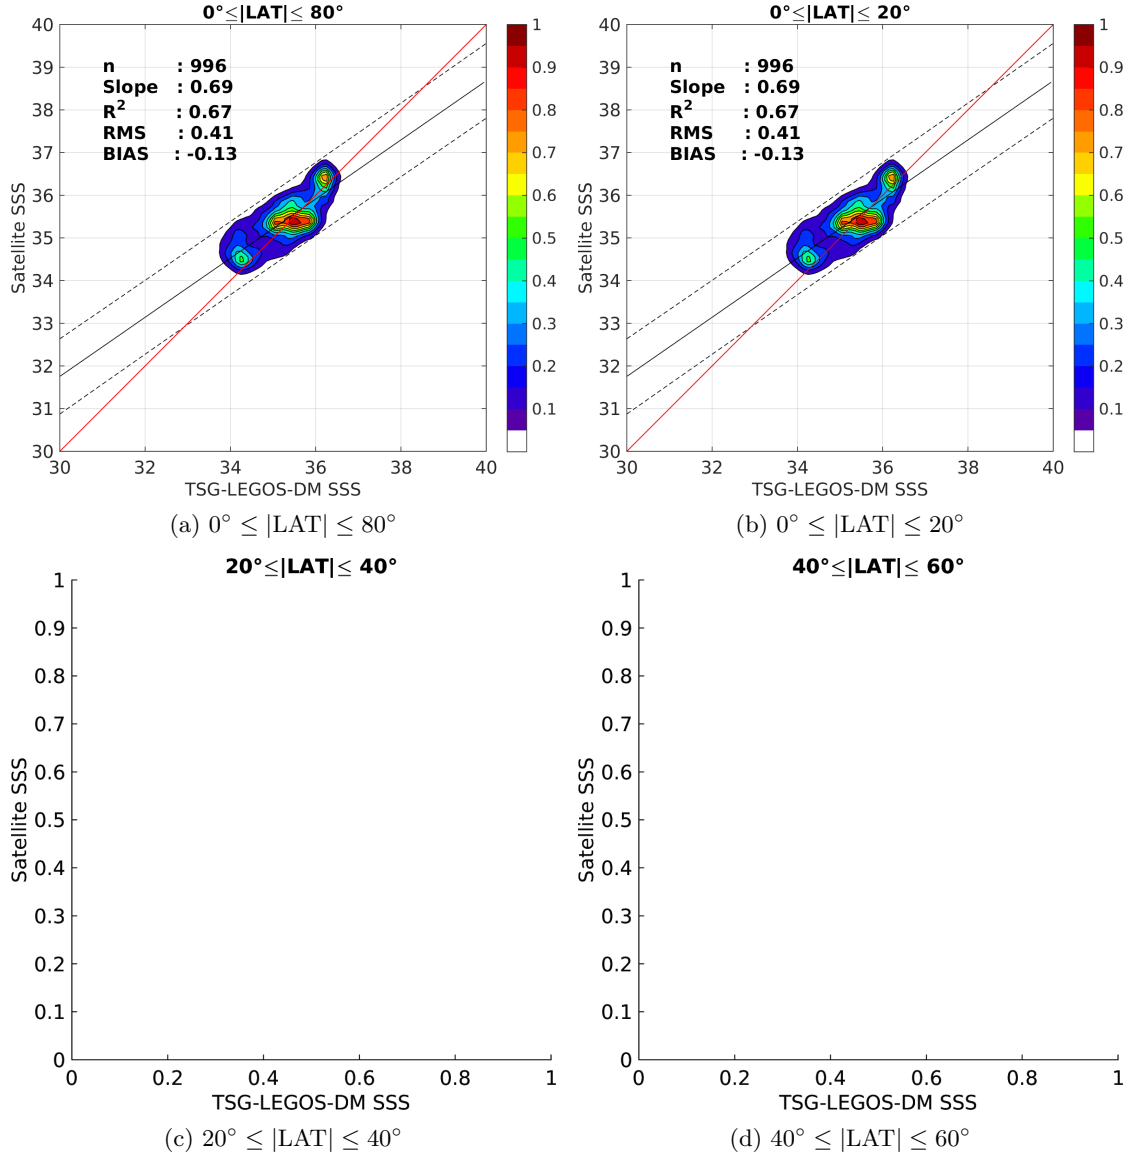 0°≤|LAT|≤ 80°
n : 996
Slope : 0.69
R² : 0.67
RMS : 0.41
BIAS : -0.13
40
39
38
37
36
35
34
33
32
31
30
Satellite SSS
30 32 34 36 38 40
TSG-LEGOS-DM SSS
1
0.9
0.8
0.7
0.6
0.5
0.4
0.3
0.2
0.1
(a) 0° ≤ |LAT| ≤ 80°
0°≤|LAT|≤ 20°
n : 996
Slope : 0.69
R² : 0.67
RMS : 0.41
BIAS : -0.13
40
39
38
37
36
35
34
33
32
31
30
Satellite SSS
30 32 34 36 38 40
TSG-LEGOS-DM SSS
1
0.9
0.8
0.7
0.6
0.5
0.4
0.3
0.2
0.1
(b) 0° ≤ |LAT| ≤ 20°
20°≤|LAT|≤ 40°
1
0.9
0.8
0.7
0.6
0.5
0.4
0.3
0.2
0.1
0
Satellite SSS
0 0.2 0.4 0.6 0.8 1
TSG-LEGOS-DM SSS
(c) 20° ≤ |LAT| ≤ 40°
40°≤|LAT|≤ 60°
1
0.9
0.8
0.7
0.6
0.5
0.4
0.3
0.2
0.1
0
Satellite SSS
0 0.2 0.4 0.6 0.8 1
TSG-LEGOS-DM SSS
(d) 40° ≤ |LAT| ≤ 60°